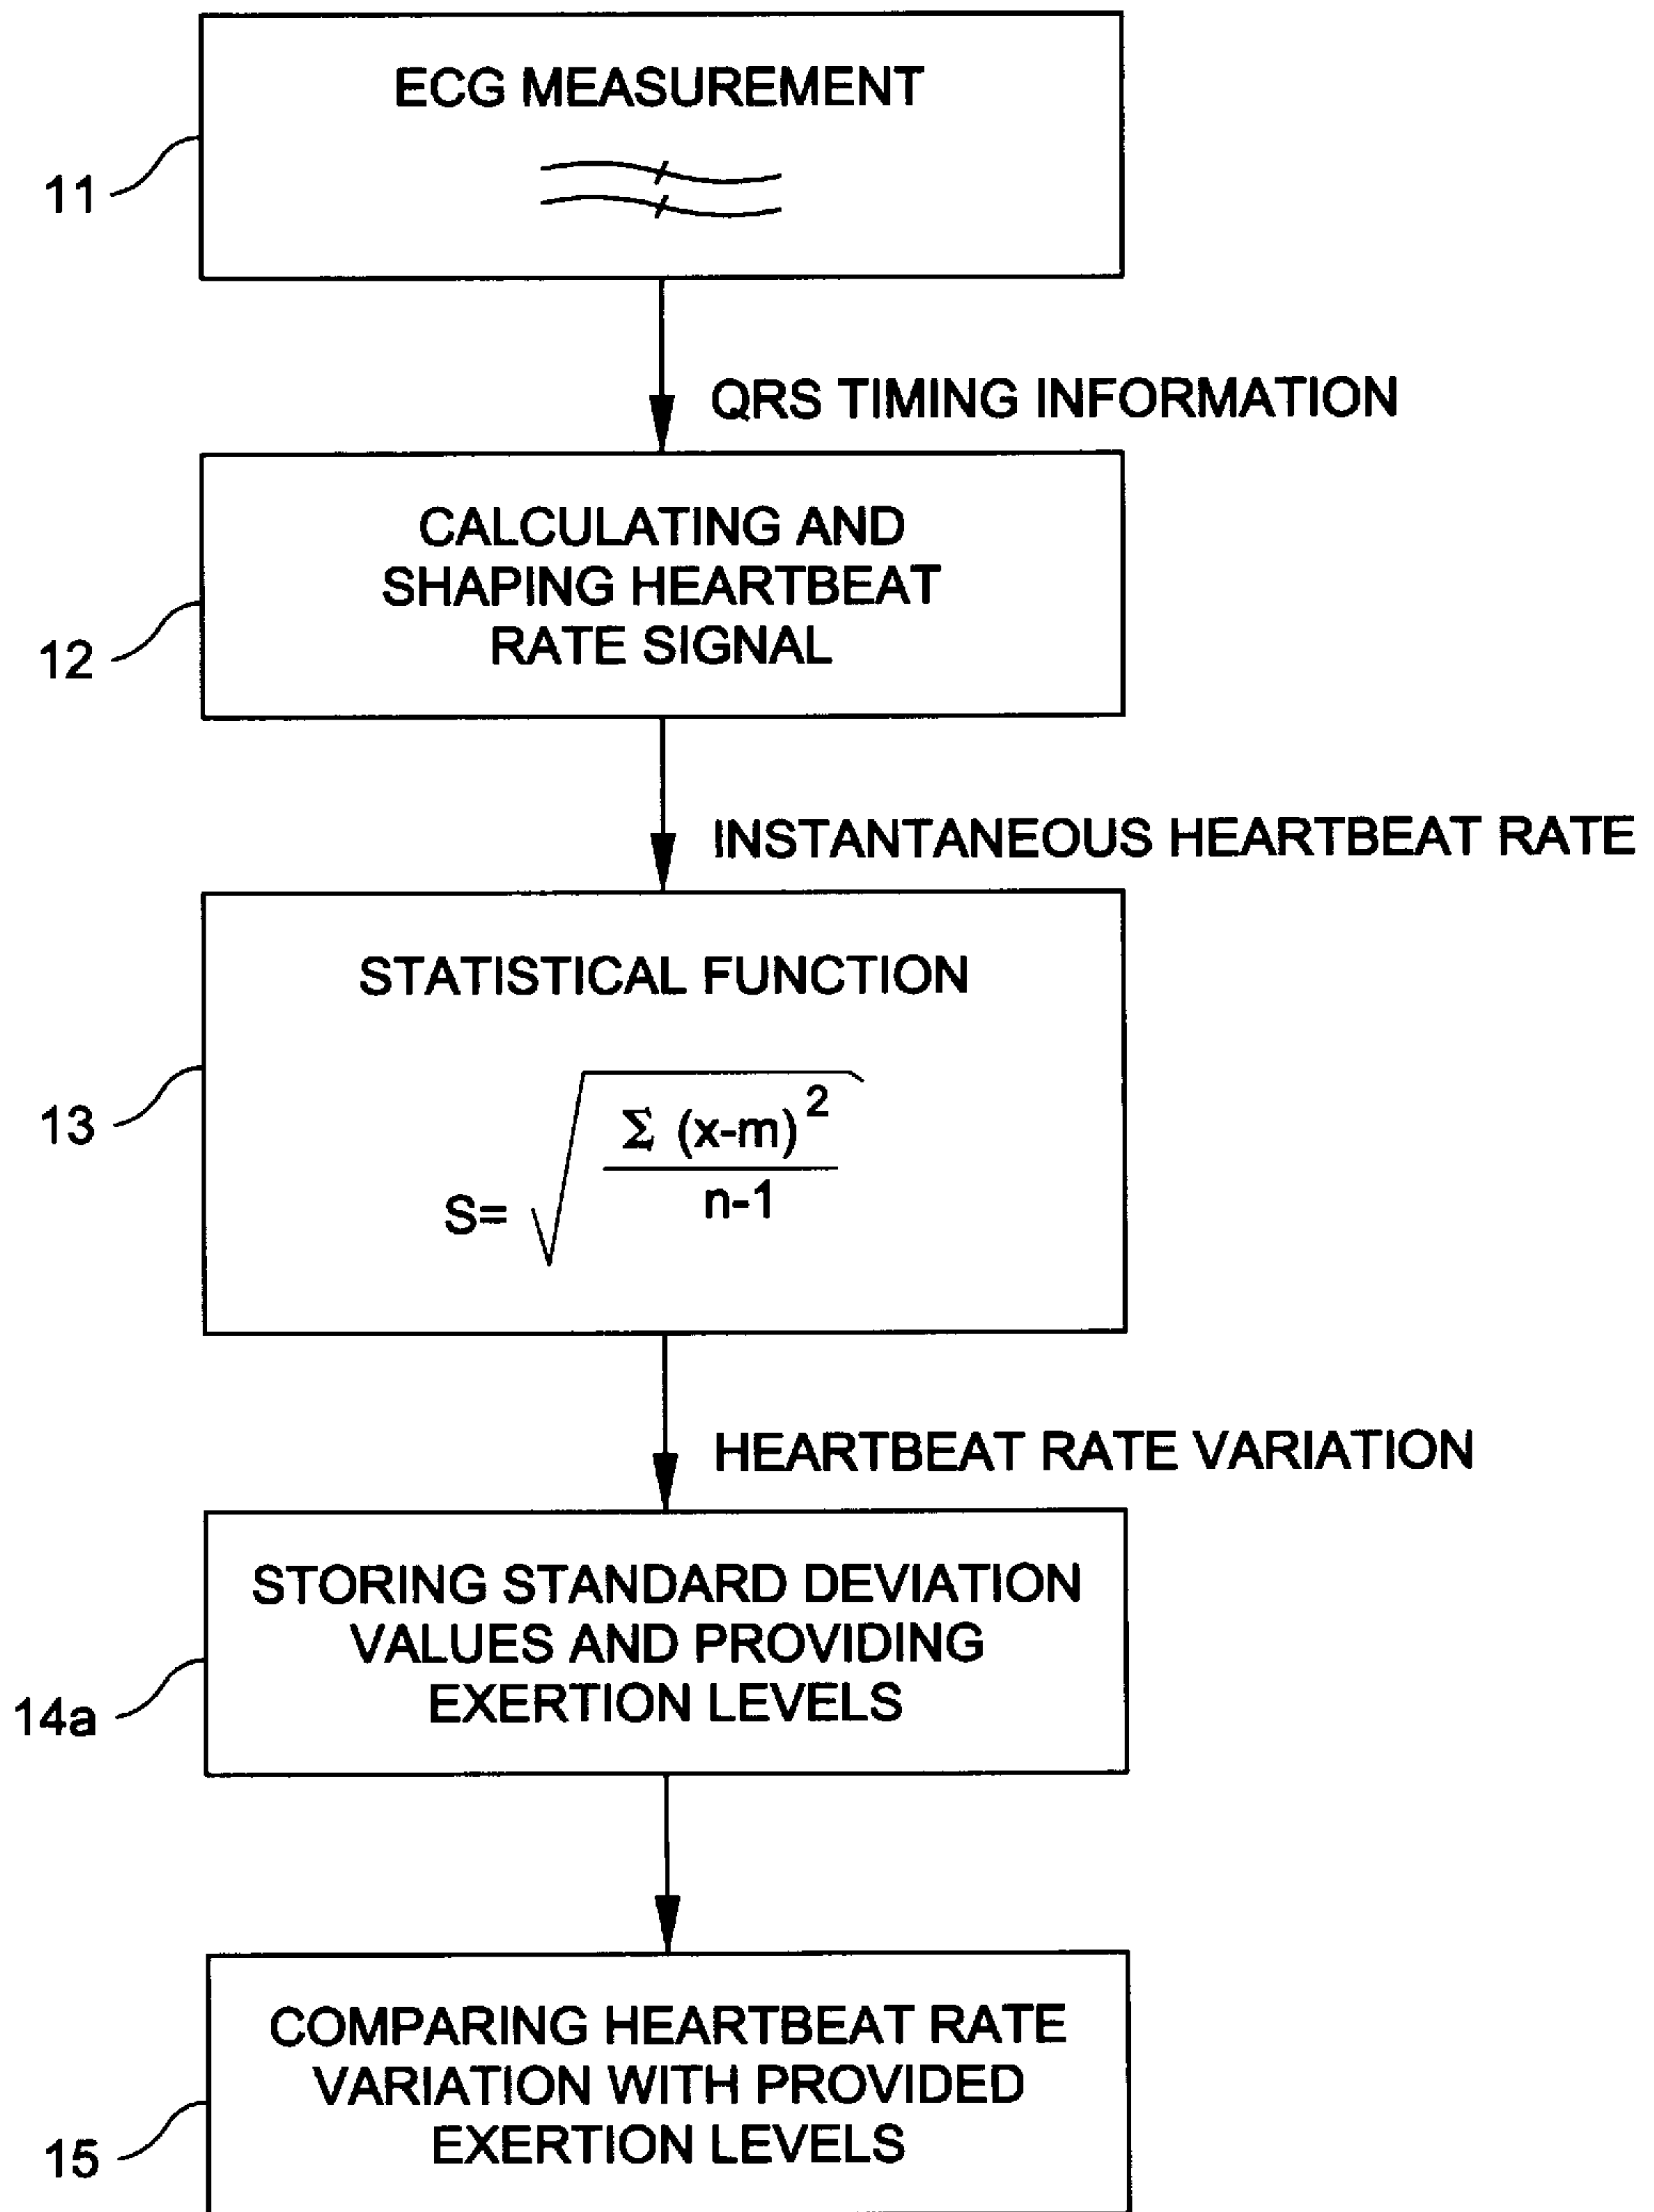 ECG MEASUREMENT
11
QRS TIMING INFORMATION
CALCULATING AND
SHAPING HEARTBEAT
RATE SIGNAL
12
INSTANTANEOUS HEARTBEAT RATE
STATISTICAL FUNCTION
13
S= √(Σ (x-m)² / n-1)
HEARTBEAT RATE VARIATION
STORING STANDARD DEVIATION
VALUES AND PROVIDING
EXERTION LEVELS
14a
COMPARING HEARTBEAT RATE
VARIATION WITH PROVIDED
EXERTION LEVELS
15